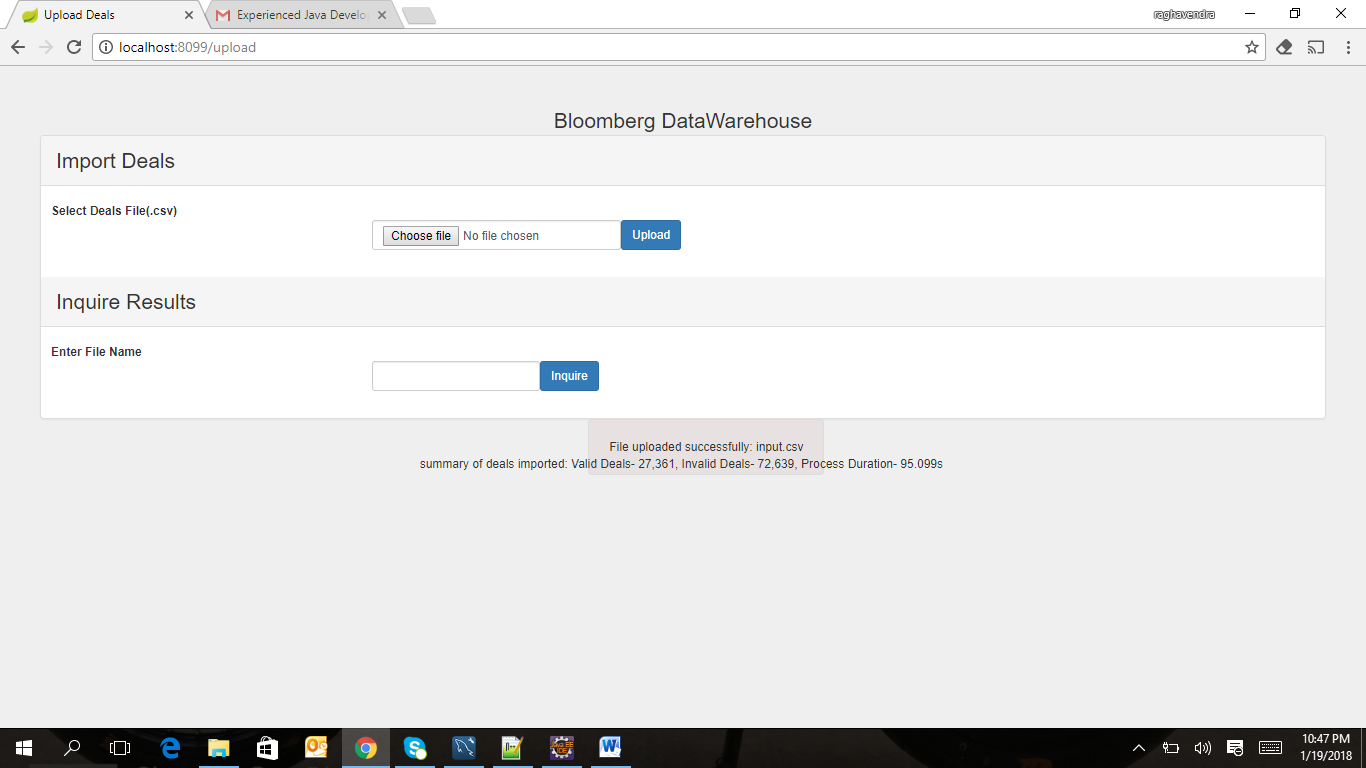 Upload Deals
Experienced Java Develo
raghavendra
localhost:8099/upload
Bloomberg DataWarehouse
Import Deals
Select Deals File(.csv)
Choose file No file chosen Upload
Inquire Results
Enter File Name
Inquire
File uploaded successfully: input.csv
summary of deals imported: Valid Deals- 27,361, Invalid Deals- 72,639, Process Duration- 95.099s
10:47 PM
1/19/2018